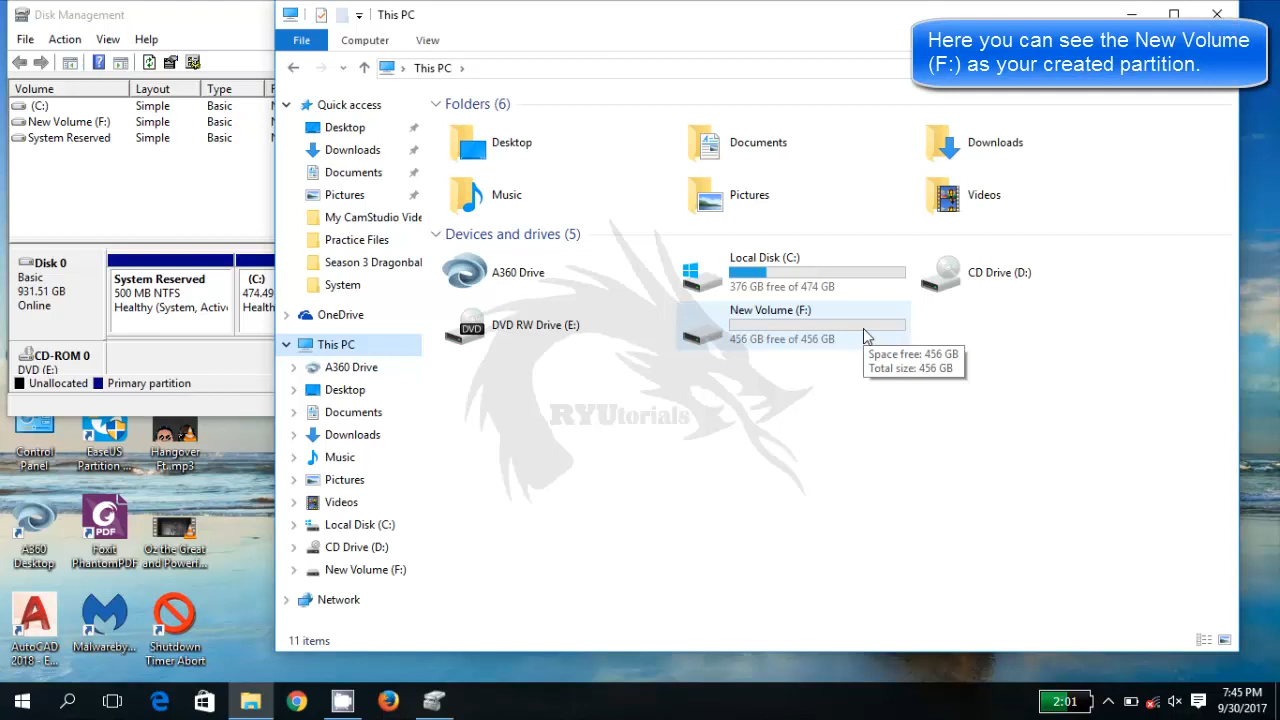 Disk Management
File Action View Help
Volume Layout Type
(C:) Simple Basic
New Volume (F:) Simple Basic
System Reserved Simple Basic
Disk 0
Basic
931.51 GB
Online
System Reserved
500 MB NTFS
Healthy (System, Active
(C:)
474.49
Health
CD-ROM 0
DVD (E:)
Unallocated Primary partition
This PC
File Computer View
This PC
Here you can see the New Volume
(F:) as your created partition.
Quick access
Desktop
Downloads
Documents
Pictures
My CamStudio Vide
Practice Files
Season 3 Dragonbal
System
OneDrive
This PC
A360 Drive
Desktop
Documents
Downloads
Music
Pictures
Videos
Local Disk (C:)
CD Drive (D:)
New Volume (F:)
Network
Folders (6)
Desktop
Documents
Downloads
Music
Pictures
Videos
Devices and drives (5)
A360 Drive
Local Disk (C:)
376 GB free of 474 GB
CD Drive (D:)
DVD
DVD RW Drive (E:)
New Volume (F:)
456 GB free of 456 GB
Space free: 456 GB
Total size: 456 GB
RYUtorials
11 items
Control
Panel
EaseUS
Partition ...
Hangover
Ft..mp3
A360
Desktop
PDF
Foxit
PhantomPDF
Oz the Great
and Poweri...
AutoCAD
2018 - E...
Malwareby...
Shutdown
Timer Abort
2:01
7:45 PM
9/30/2017